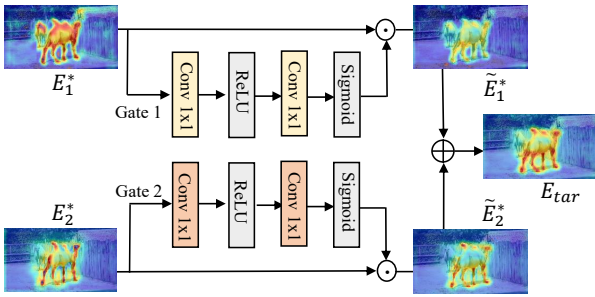 E₁*
Gate 1
Conv 1x1
ReLU
Conv 1x1
Sigmoid
Ẽ₁*
E_tar
E₂*
Gate 2
Conv 1x1
ReLU
Conv 1x1
Sigmoid
Ẽ₂*